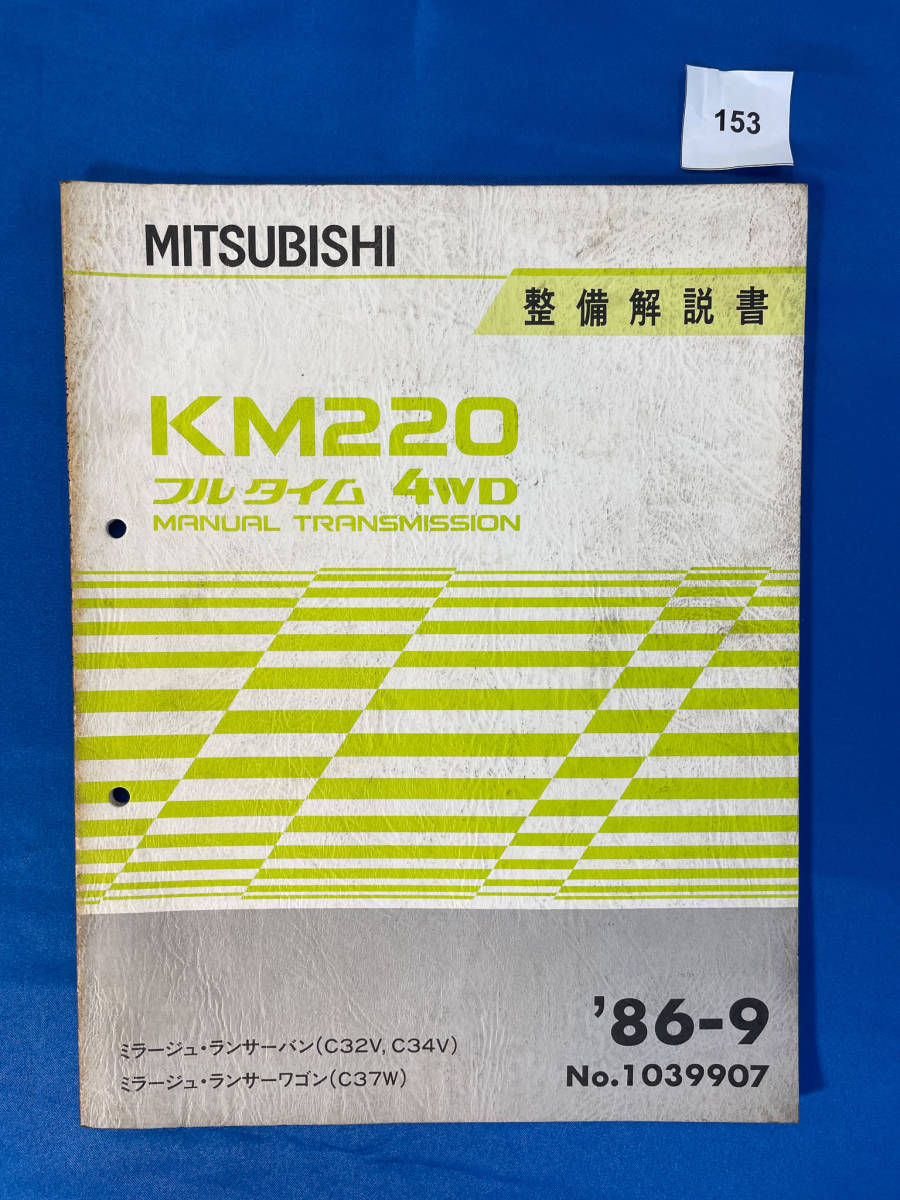 153
MITSUBISHI
整備解説書
KM220
フルタイム 4WD
MANUAL TRANSMISSION
'86-9
ミラージュ・ランサーバン(C32V, C34V)
ミラージュ・ランサーワゴン(C37W)
No.1039907